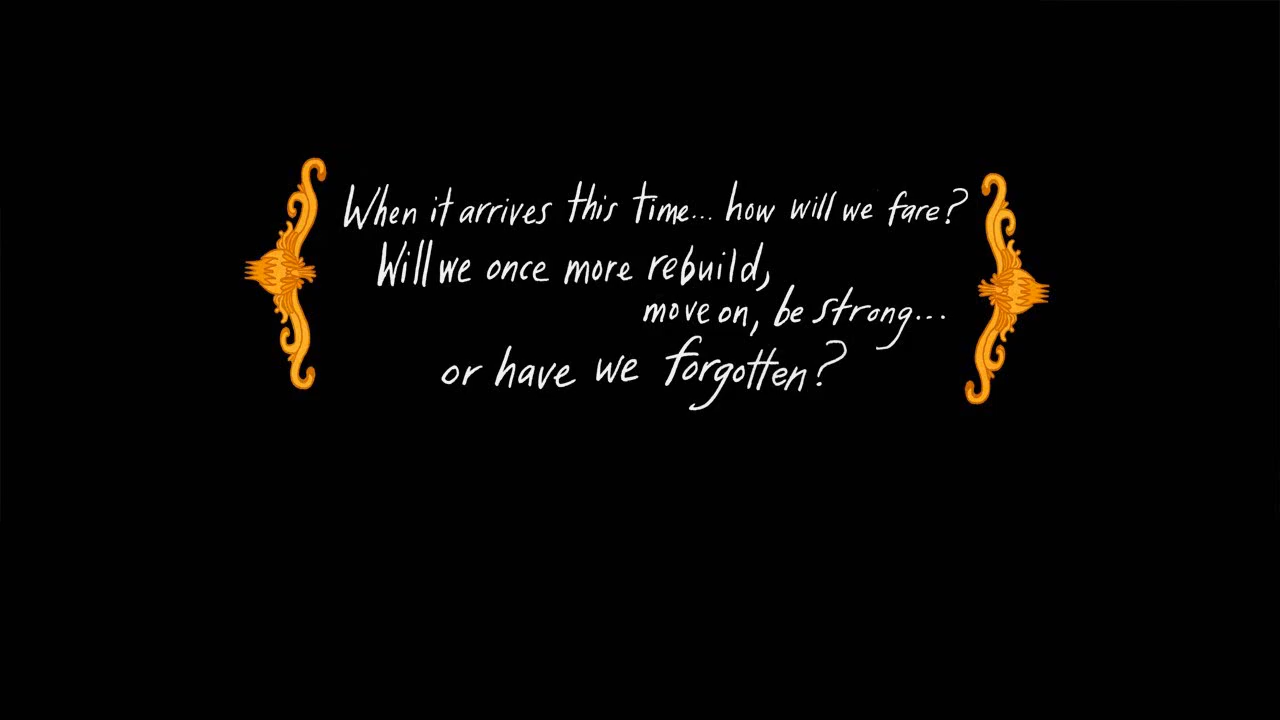 When it arrives this time... how will we fare?
Will we once more rebuild,
move on, be strong...
or have we forgotten?